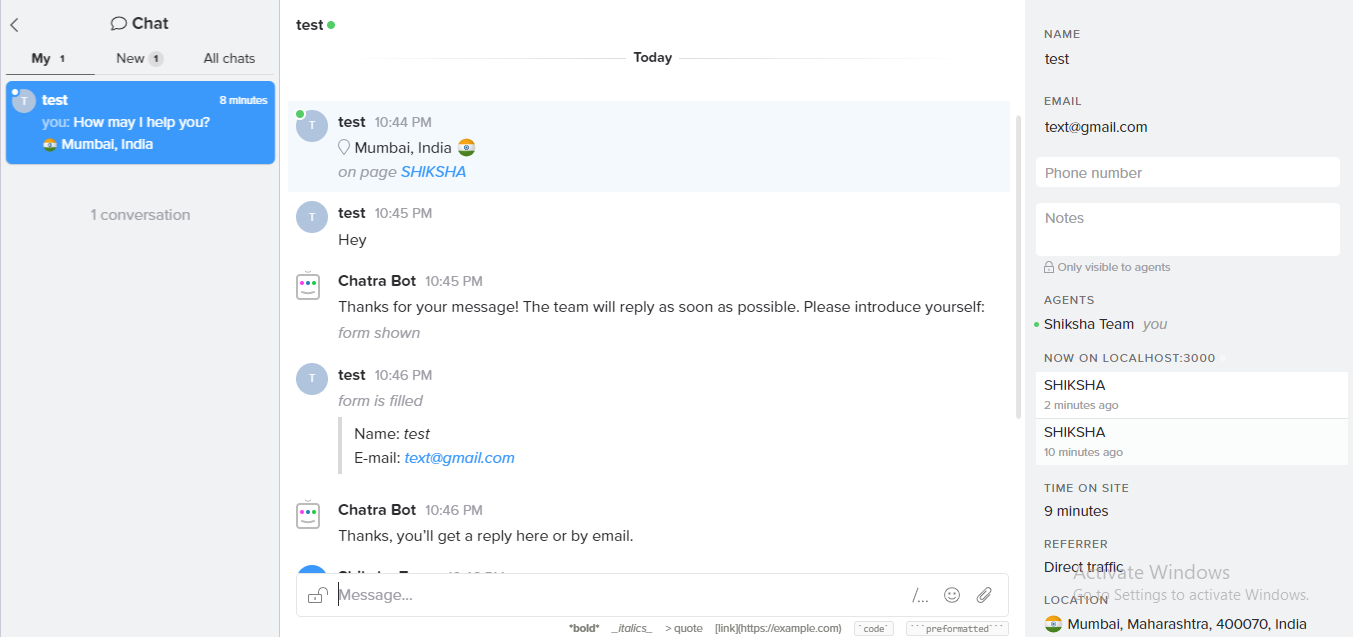 Chat
My 1
New 1
All chats
T
test
8 minutes
you: How may I help you?
Mumbai, India
1 conversation
test
Today
T
test 10:44 PM
Mumbai, India
on page SHIKSHA
T
test 10:45 PM
Hey
Chatra Bot 10:45 PM
Thanks for your message! The team will reply as soon as possible. Please introduce yourself:
form shown
T
test 10:46 PM
form is filled
Name: test
E-mail: text@gmail.com
Chatra Bot 10:46 PM
Thanks, you’ll get a reply here or by email.
Message...
/...
*bold* _italics_ > quote [link](https://example.com) `code` ```preformatted```
NAME
test
EMAIL
text@gmail.com
Phone number
Notes
Only visible to agents
AGENTS
Shiksha Team you
NOW ON LOCALHOST:3000
SHIKSHA
2 minutes ago
SHIKSHA
10 minutes ago
TIME ON SITE
9 minutes
REFERRER
Direct traffic
Activate Windows
Go to Settings to activate Windows.
LOCATION
Mumbai, Maharashtra, 400070, India